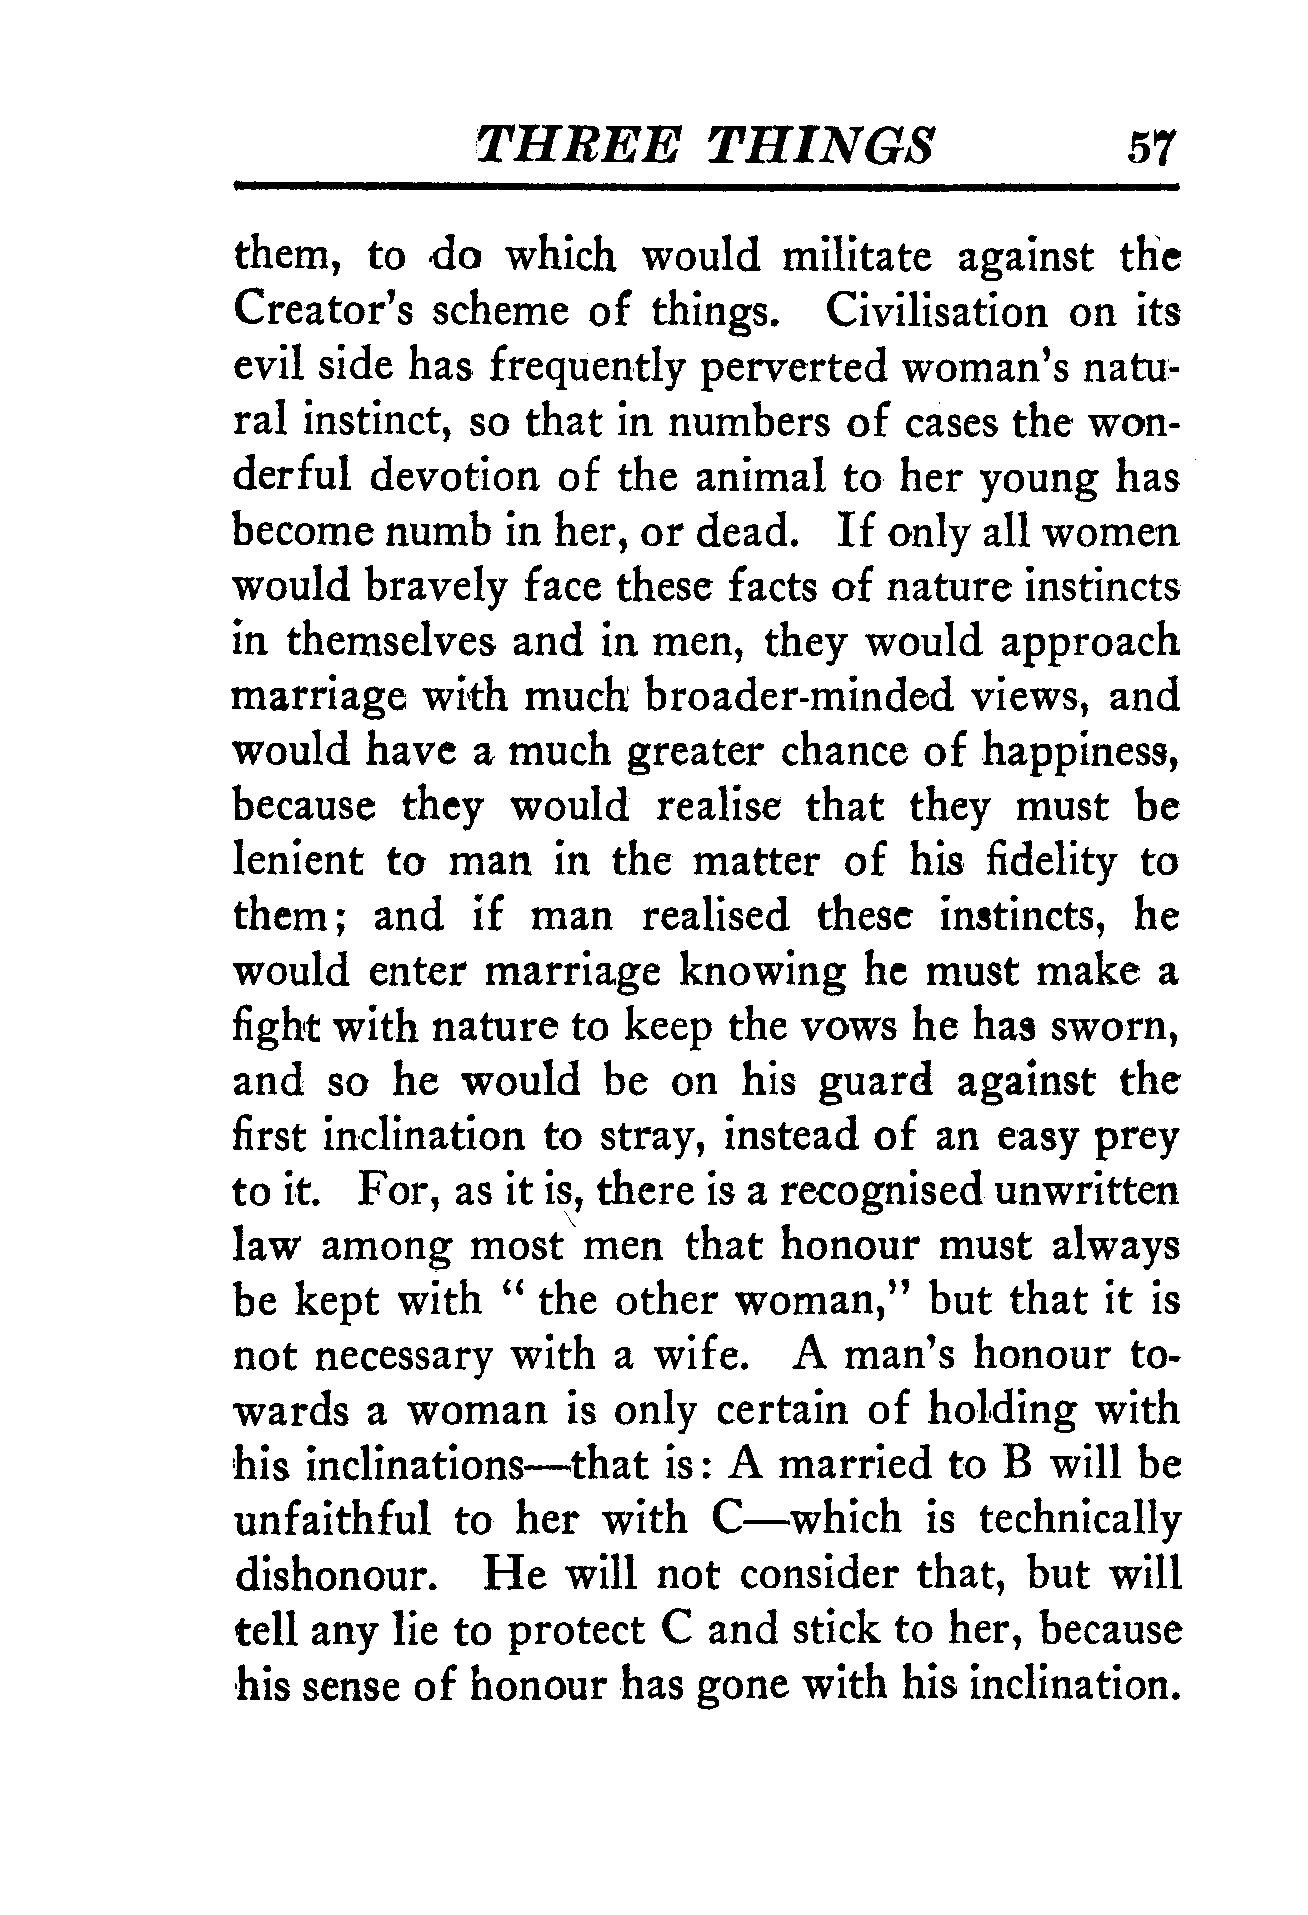 THREE THINGS 57
them, to do which would militate against the
Creator's scheme of things. Civilisation on its
evil side has frequently perverted woman's natu-
ral instinct, so that in numbers of cases the won-
derful devotion of the animal to her young has
become numb in her, or dead. If only all women
would bravely face these facts of nature instincts
in themselves and in men, they would approach
marriage with much broader-minded views, and
would have a much greater chance of happiness,
because they would realise that they must be
lenient to man in the matter of his fidelity to
them; and if man realised these instincts, he
would enter marriage knowing he must make a
fight with nature to keep the vows he has sworn,
and so he would be on his guard against the
first inclination to stray, instead of an easy prey
to it. For, as it is, there is a recognised unwritten
law among most men that honour must always
be kept with "the other woman," but that it is
not necessary with a wife. A man's honour to-
wards a woman is only certain of holding with
his inclinations—that is: A married to B will be
unfaithful to her with C—which is technically
dishonour. He will not consider that, but will
tell any lie to protect C and stick to her, because
his sense of honour has gone with his inclination.